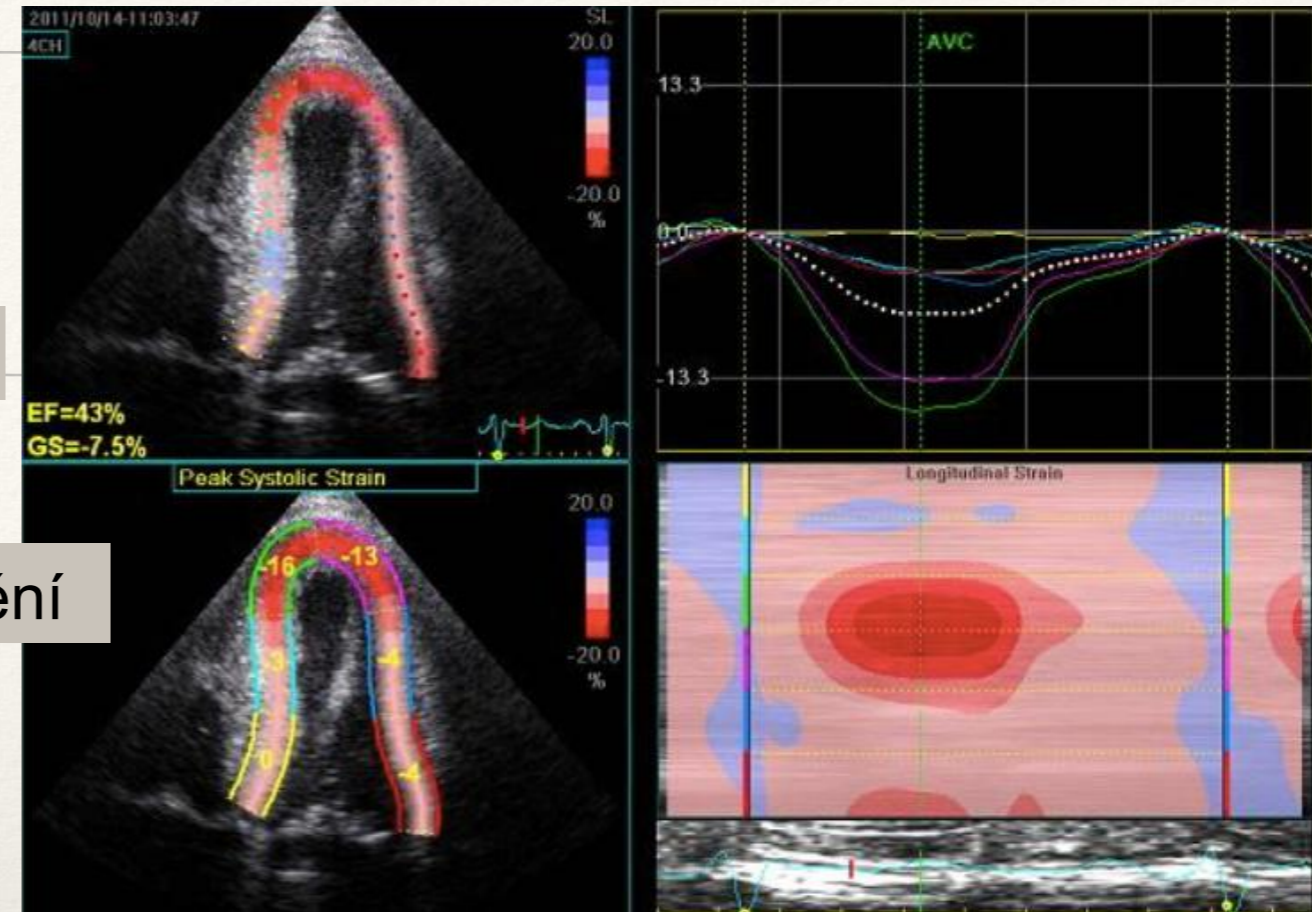 2011/10/14-11:03:47
4CH
SL
20.0
-20.0
%
EF=43%
GS=-7.5%
AVC
13.3
0.0
-13.3
ění
Peak Systolic Strain
20.0
-20.0
%
-16
-13
-3
-4
0
-4
Longitudinal Strain